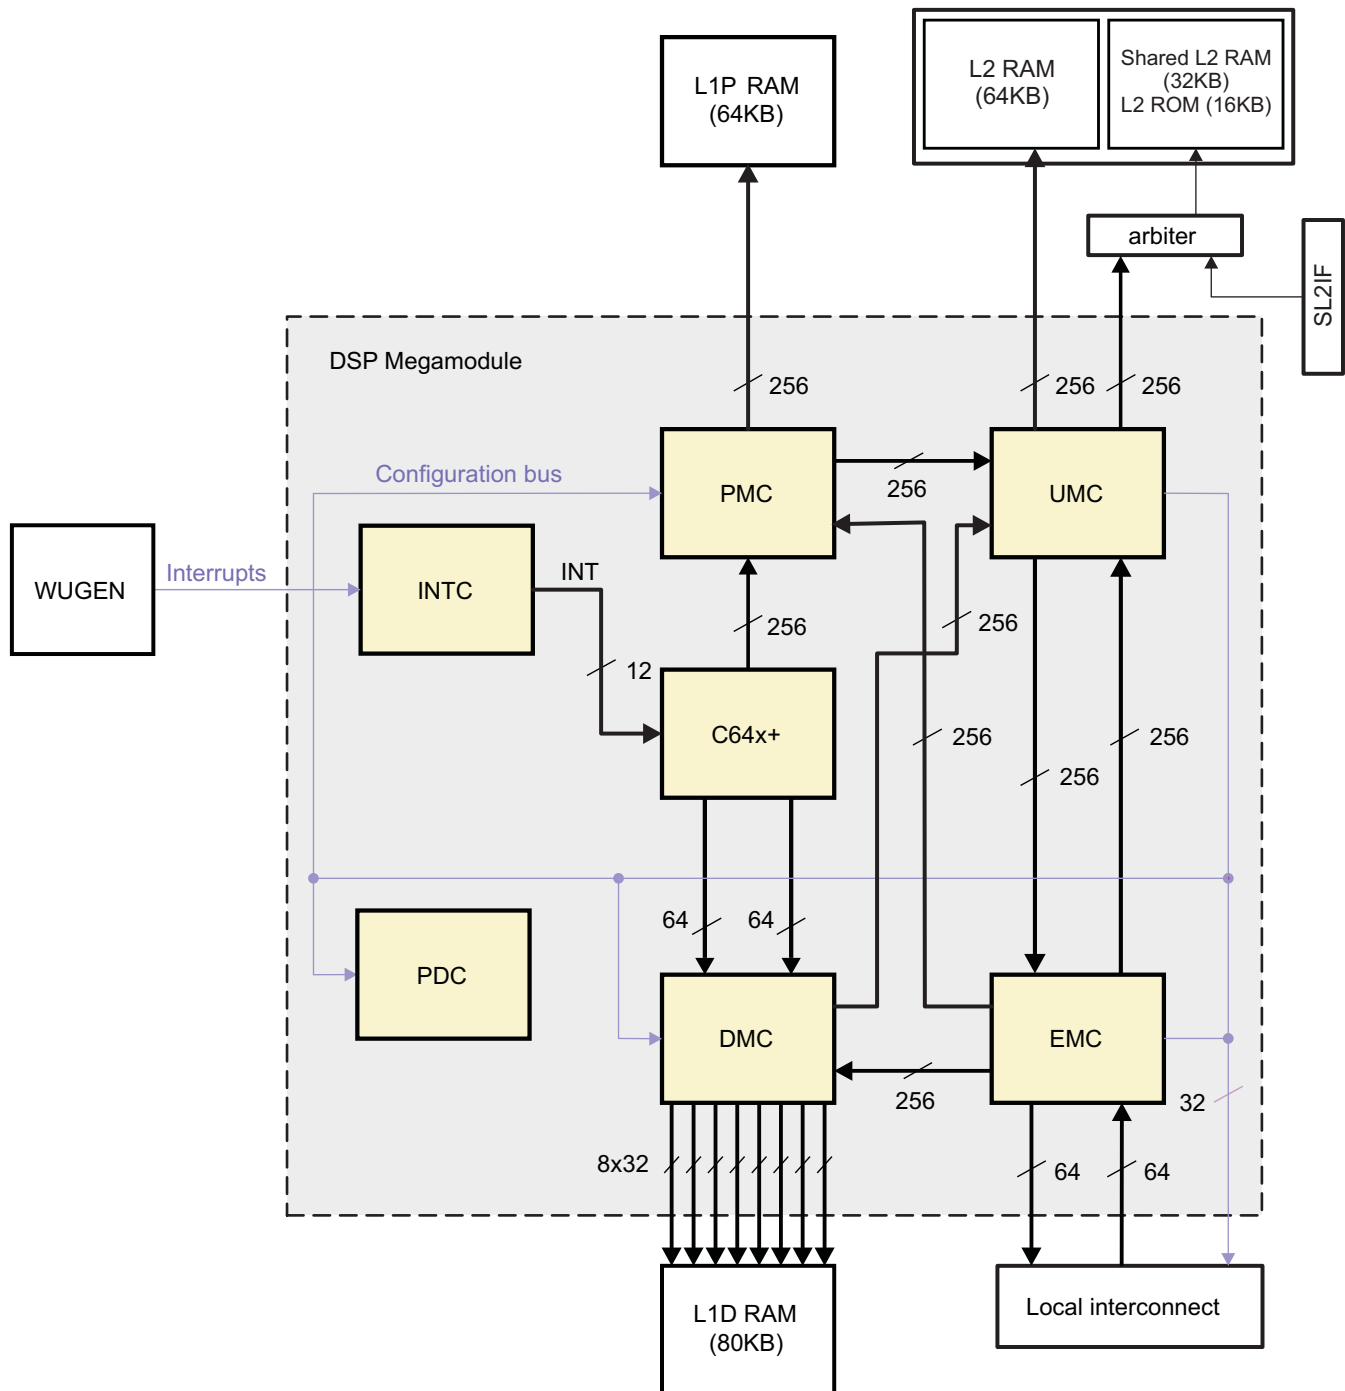 L1P RAM
(64KB)
L2 RAM
(64KB)
Shared L2 RAM
(32KB)
L2 ROM (16KB)
arbiter
SL2IF
DSP Megamodule
256
256
256
Configuration bus
PMC
256
UMC
WUGEN
Interrupts
INTC
INT
256
256
12
C64x+
256
256
256
64
64
PDC
DMC
EMC
256
32
8x32
64
64
L1D RAM
(80KB)
Local interconnect